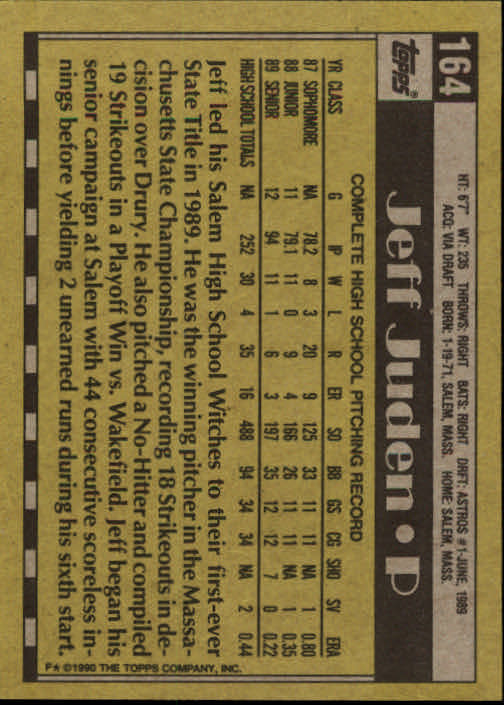 164
Topps®
HT: 6'7" WT: 235 THROWS: RIGHT BATS: RIGHT DRFT: ASTROS #1-JUNE, 1989
ACQ: VIA DRAFT BORN: 1-19-71, SALEM, MASS. HOME: SALEM, MASS.
Jeff Juden • P
COMPLETE HIGH SCHOOL PITCHING RECORD
YR CLASS G IP W L R ER SO BB GS CG SHO SV ERA
87 SOPHOMORE NA 78.2 8 3 20 9 125 33 11 11 NA 1 0.80
88 JUNIOR 11 79.1 11 0 9 4 166 26 11 11 NA 1 0.35
89 SENIOR 12 94 11 1 6 3 197 35 12 12 7 0 0.22
HIGH SCHOOL TOTALS NA 252 30 4 35 16 488 94 34 34 NA 2 0.44
Jeff led his Salem High School Witches to their first-ever
State Title in 1989. He was the winning pitcher in the Massa-
chusetts State Championship, recording 18 Strikeouts in de-
cision over Drury. He also pitched a No-Hitter and compiled
19 Strikeouts in a Playoff Win vs. Wakefield. Jeff began his
senior campaign at Salem with 44 consecutive scoreless in-
nings before yielding 2 unearned runs during his sixth start.
F★ ©1990 THE TOPPS COMPANY, INC.